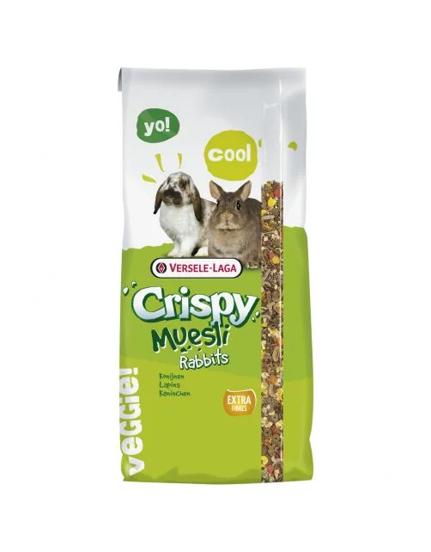 yo!
cool
VERSELE-LAGA
Crispy
Muesli
Rabbits
Konijnen
Lapins
Kaninchen
EXTRA
FIBRES
veggie!